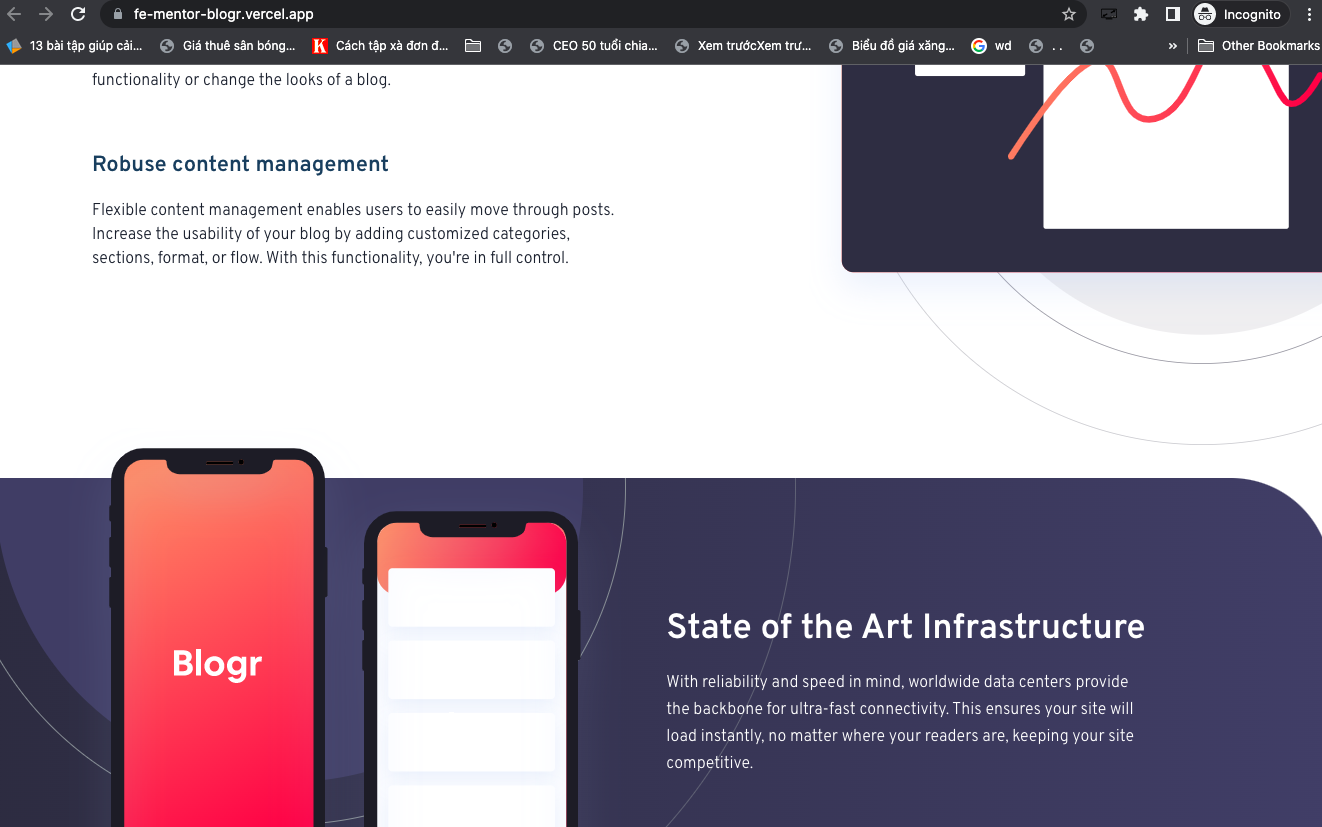 fe-mentor-blogr.vercel.app
Incognito
13 bài tập giúp cải...
Giá thuê sân bóng...
Cách tập xà đơn đ...
CEO 50 tuổi chia...
Xem trướcXem trư...
Biểu đồ giá xăng...
wd
. .
»
Other Bookmarks
functionality or change the looks of a blog.
Robuse content management
Flexible content management enables users to easily move through posts.
Increase the usability of your blog by adding customized categories,
sections, format, or flow. With this functionality, you're in full control.
Blogr
State of the Art Infrastructure
With reliability and speed in mind, worldwide data centers provide
the backbone for ultra-fast connectivity. This ensures your site will
load instantly, no matter where your readers are, keeping your site
competitive.